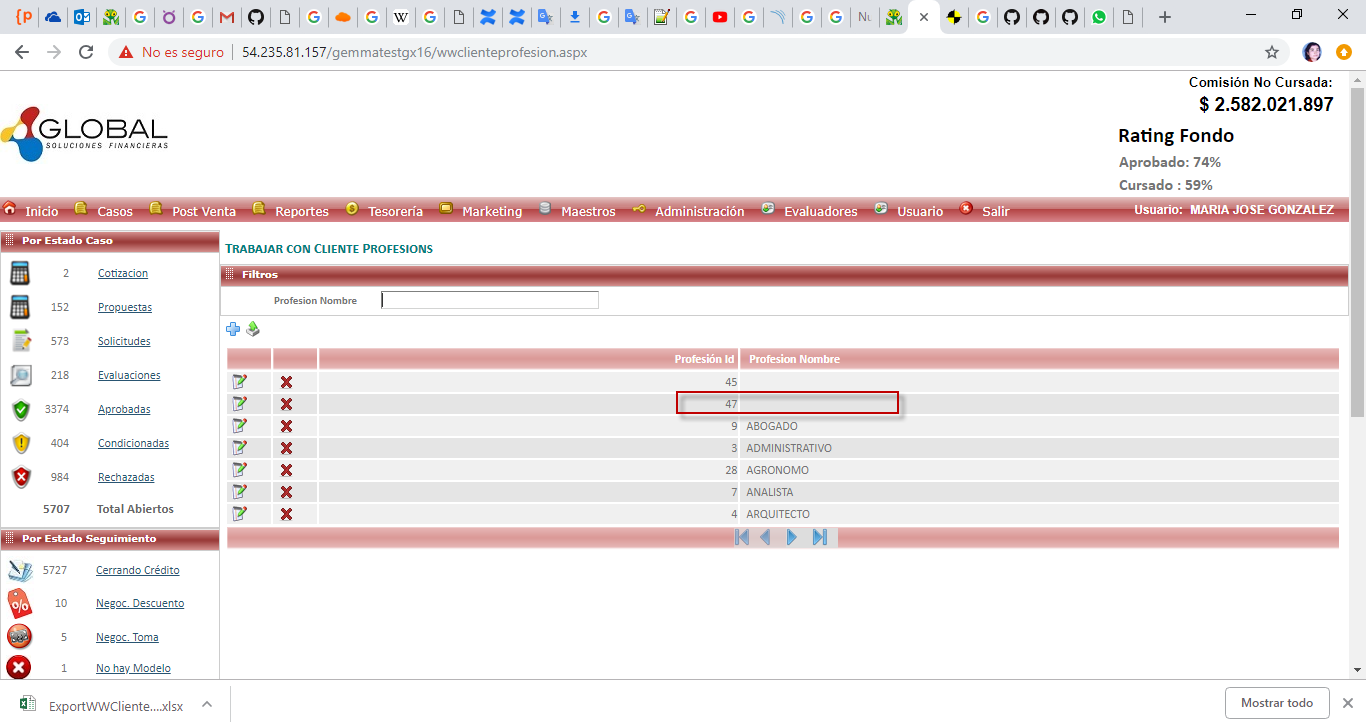 No es seguro | 54.235.81.157/gemmatestgx16/wwclienteprofesion.aspx
Comisión No Cursada:
$ 2.582.021.897
GLOBAL
SOLUCIONES FINANCIERAS
Rating Fondo
Aprobado: 74%
Cursado : 59%
Inicio Casos Post Venta Reportes Tesorería Marketing Maestros Administración Evaluadores Usuario Salir Usuario: MARIA JOSE GONZALEZ
Por Estado Caso
2 Cotizacion
152 Propuestas
573 Solicitudes
218 Evaluaciones
3374 Aprobadas
404 Condicionadas
984 Rechazadas
5707 Total Abiertos
Por Estado Seguimiento
5727 Cerrando Crédito
10 Negoc. Descuento
5 Negoc. Toma
1 No hay Modelo
TRABAJAR CON CLIENTE PROFESIONS
Filtros
Profesion Nombre
Profesión Id Profesion Nombre
45
47
9 ABOGADO
3 ADMINISTRATIVO
28 AGRONOMO
7 ANALISTA
4 ARQUITECTO
ExportWWCliente....xlsx
Mostrar todo